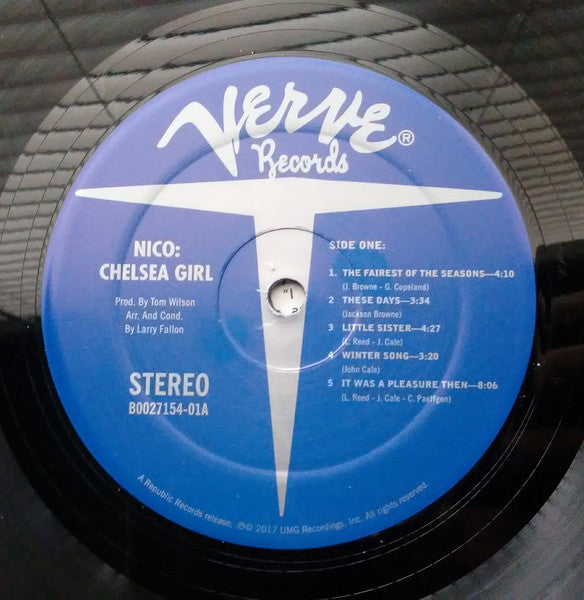 Verve®
Records
NICO:
CHELSEA GIRL
Prod. By Tom Wilson
Arr. And Cond.
By Larry Fallon
STEREO
B0027154-01A
SIDE ONE:
1. THE FAIREST OF THE SEASONS—4:10
(J. Browne - G. Copeland)
2 THESE DAYS—3:34
(Jackson Browne)
3 LITTLE SISTER—4:27
(L. Reed - J. Cale)
4 WINTER SONG—3:20
(John Cale)
5 IT WAS A PLEASURE THEN—8:06
(L. Reed - J. Cale - C. Paeffgen)
"1
A Republic Records release; ℗© 2017 UMG Recordings, Inc. All rights reserved.